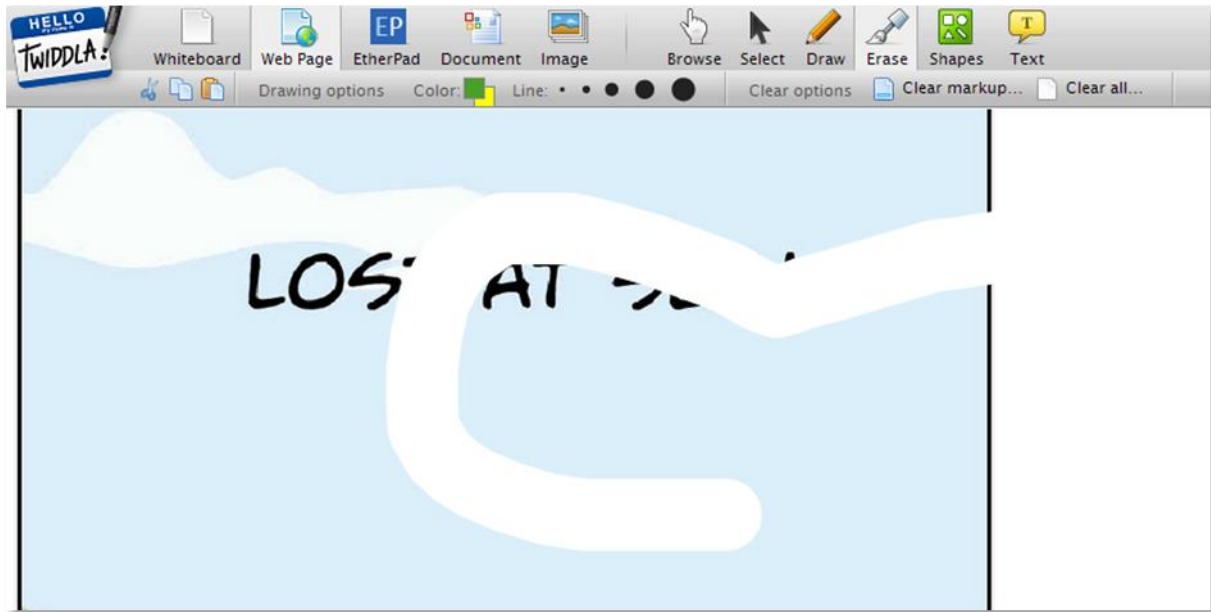 HELLO
TWIDDLA!
Whiteboard Web Page EtherPad Document Image Browse Select Draw Erase Shapes Text
EP
T
Drawing options Color: Line: Clear options Clear markup... Clear all...
LOST AT